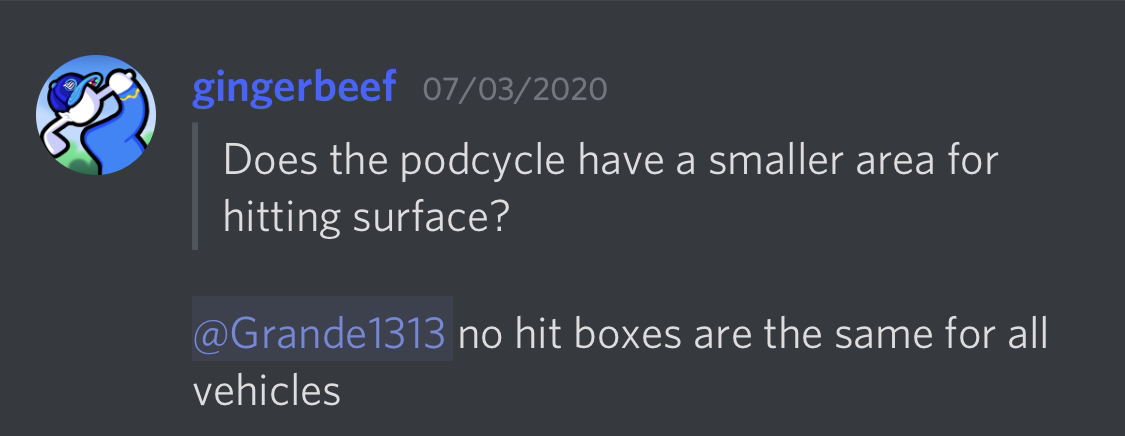 gingerbeef 07/03/2020
Does the podcycle have a smaller area for
hitting surface?
@Grande1313 no hit boxes are the same for all
vehicles